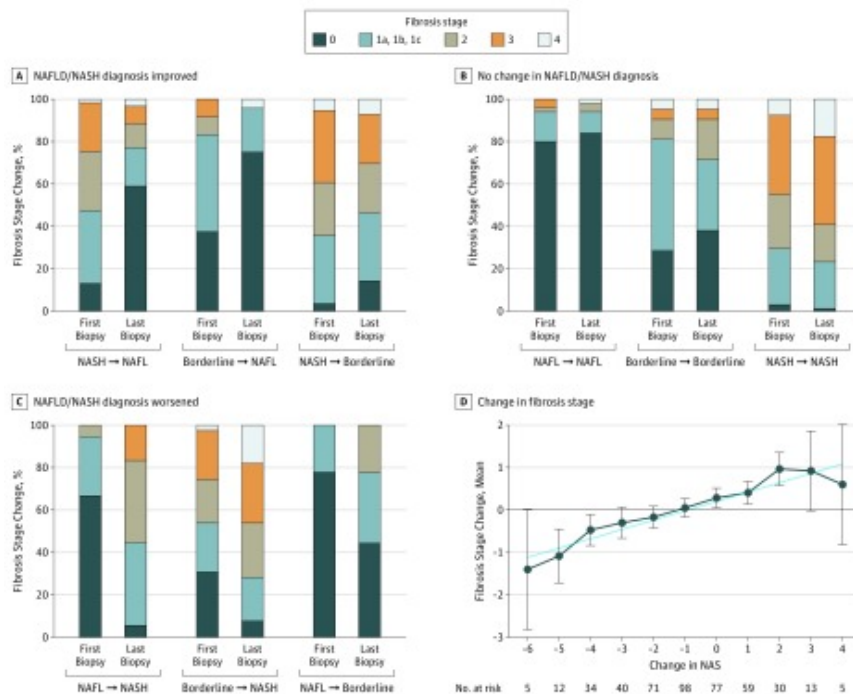 Fibrosis stage
0 1a, 1b, 1c 2 3 4
A NAFLD/NASH diagnosis improved
Fibrosis Stage Change, %
100
80
60
40
20
0
First Biopsy Last Biopsy First Biopsy Last Biopsy First Biopsy Last Biopsy
NASH → NAFL Borderline → NAFL NASH → Borderline
B No change in NAFLD/NASH diagnosis
Fibrosis Stage Change, %
100
80
60
40
20
0
First Biopsy Last Biopsy First Biopsy Last Biopsy First Biopsy Last Biopsy
NAFL → NAFL Borderline → Borderline NASH → NASH
C NAFLD/NASH diagnosis worsened
Fibrosis Stage Change, %
100
80
60
40
20
0
First Biopsy Last Biopsy First Biopsy Last Biopsy First Biopsy Last Biopsy
NAFL → NASH Borderline → NASH NAFL → Borderline
D Change in fibrosis stage
Fibrosis Stage Change, Mean
2
1
0
-1
-2
-3
-6 -5 -4 -3 -2 -1 0 1 2 3 4
Change in NAS
No. at risk 5 12 34 40 71 98 77 59 30 13 5